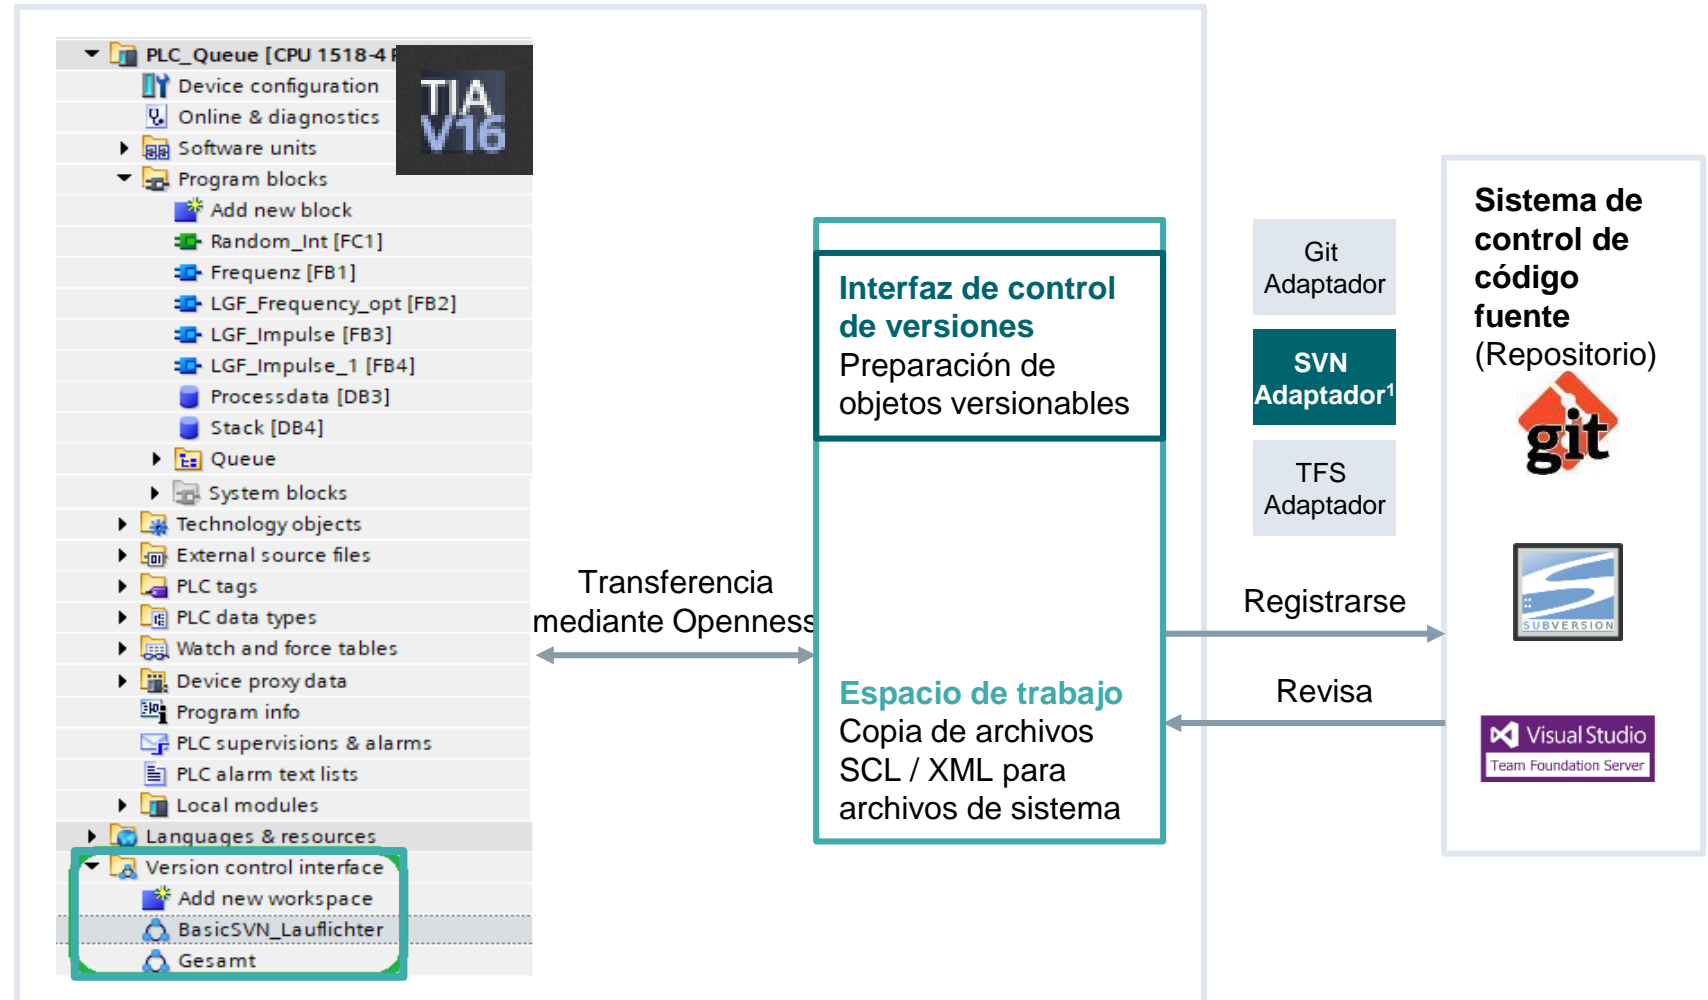 PLC_Queue [CPU 1518-4
TIA
V16
Device configuration
Online & diagnostics
Software units
Program blocks
Add new block
Random_Int [FC1]
Frequenz [FB1]
LGF_Frequency_opt [FB2]
LGF_Impulse [FB3]
LGF_Impulse_1 [FB4]
Processdata [DB3]
Stack [DB4]
Queue
System blocks
Technology objects
External source files
PLC tags
PLC data types
Watch and force tables
Device proxy data
Program info
PLC supervisions & alarms
PLC alarm text lists
Local modules
Languages & resources
Version control interface
Add new workspace
BasicSVN_Lauflichter
Gesamt
Transferencia
mediante Openness
Interfaz de control
de versiones
Preparación de
objetos versionables
Espacio de trabajo
Copia de archivos
SCL / XML para
archivos de sistema
Git
Adaptador
SVN
Adaptador¹
TFS
Adaptador
Registrarse
Revisa
Sistema de
control de
código
fuente
(Repositorio)
git
SUBVERSION
Visual Studio
Team Foundation Server